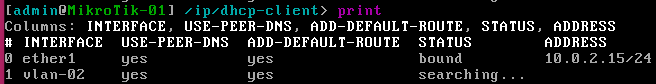 [admin@MikroTik-01] /ip/dhcp-client> print
Columns: INTERFACE, USE-PEER-DNS, ADD-DEFAULT-ROUTE, STATUS, ADDRESS
# INTERFACE USE-PEER-DNS ADD-DEFAULT-ROUTE STATUS ADDRESS
0 ether1 yes yes bound 10.0.2.15/24
1 vlan-02 yes yes searching...